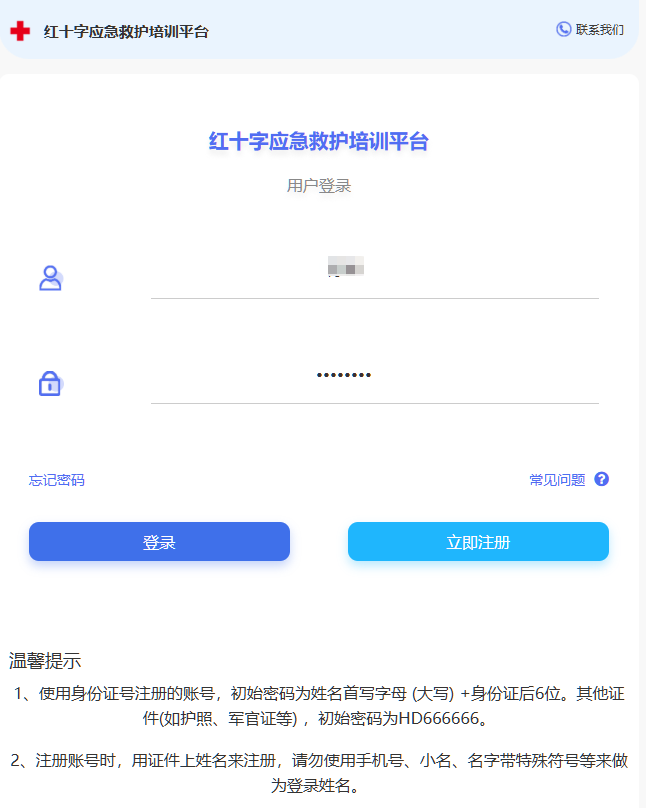 红十字应急救护培训平台
联系我们
红十字应急救护培训平台
用户登录
••••••••
忘记密码
常见问题 ?
登录
立即注册
温馨提示
1、使用身份证号注册的账号，初始密码为姓名首写字母 (大写) +身份证后6位。其他证
件(如护照、军官证等) ，初始密码为HD666666。
2、注册账号时，用证件上姓名来注册，请勿使用手机号、小名、名字带特殊符号等来做
为登录姓名。